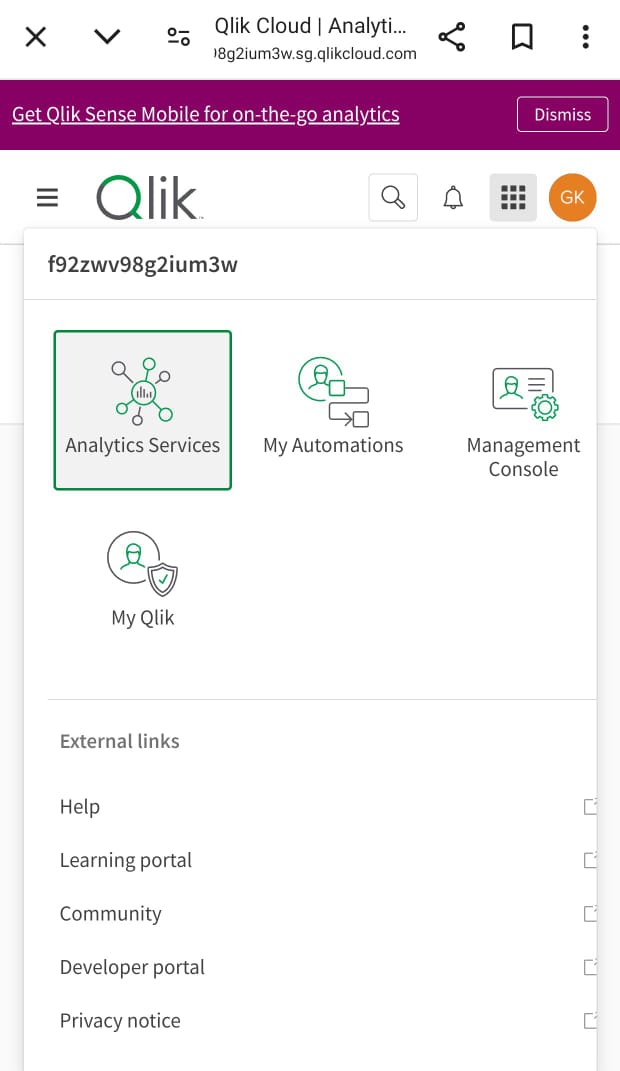 Qlik Cloud | Analyti...
98g2ium3w.sg.qlikcloud.com
Get Qlik Sense Mobile for on-the-go analytics
Dismiss
Qlik
GK
f92zwv98g2ium3w
Analytics Services
My Automations
Management
Console
My Qlik
External links
Help
Learning portal
Community
Developer portal
Privacy notice